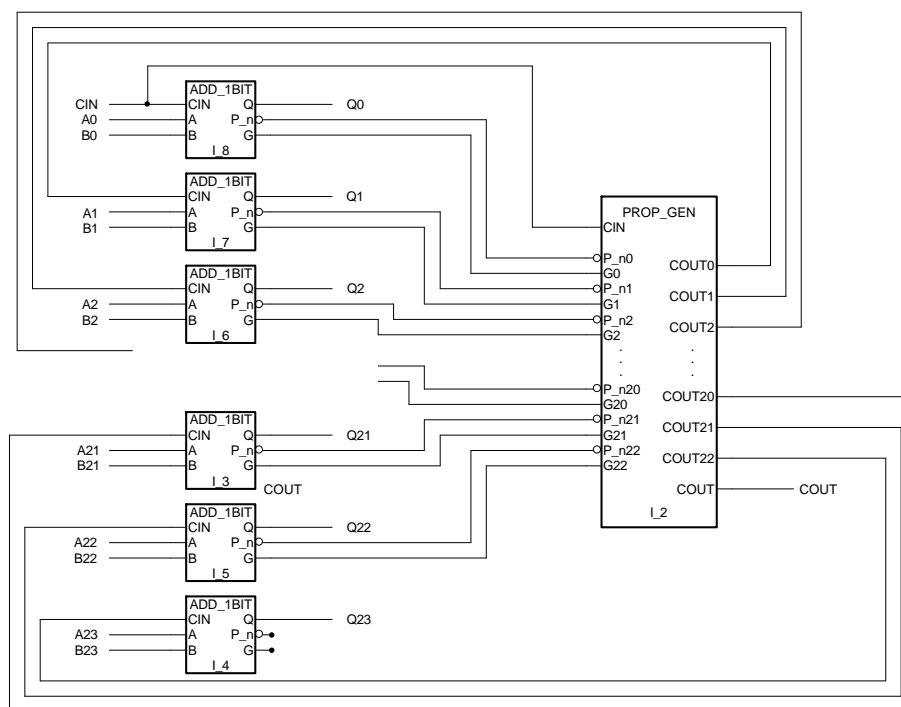 ADD_1BIT
CIN CIN Q Q0
A0 A P_n
B0 B G
I_8
ADD_1BIT
CIN Q Q1
A1 A P_n
B1 B G
I_7
ADD_1BIT
CIN Q Q2
A2 A P_n
B2 B G
I_6
ADD_1BIT
CIN Q Q21
A21 A P_n
B21 B G
I_3
COUT
ADD_1BIT
CIN Q Q22
A22 A P_n
B22 B G
I_5
ADD_1BIT
CIN Q Q23
A23 A P_n
B23 B G
I_4
PROP_GEN
CIN
P_n0
G0 COUT0
P_n1
G1 COUT1
P_n2
G2 COUT2
. .
. .
. .
P_n20
G20 COUT20
P_n21
G21 COUT21
P_n22
G22 COUT22
COUT COUT
I_2